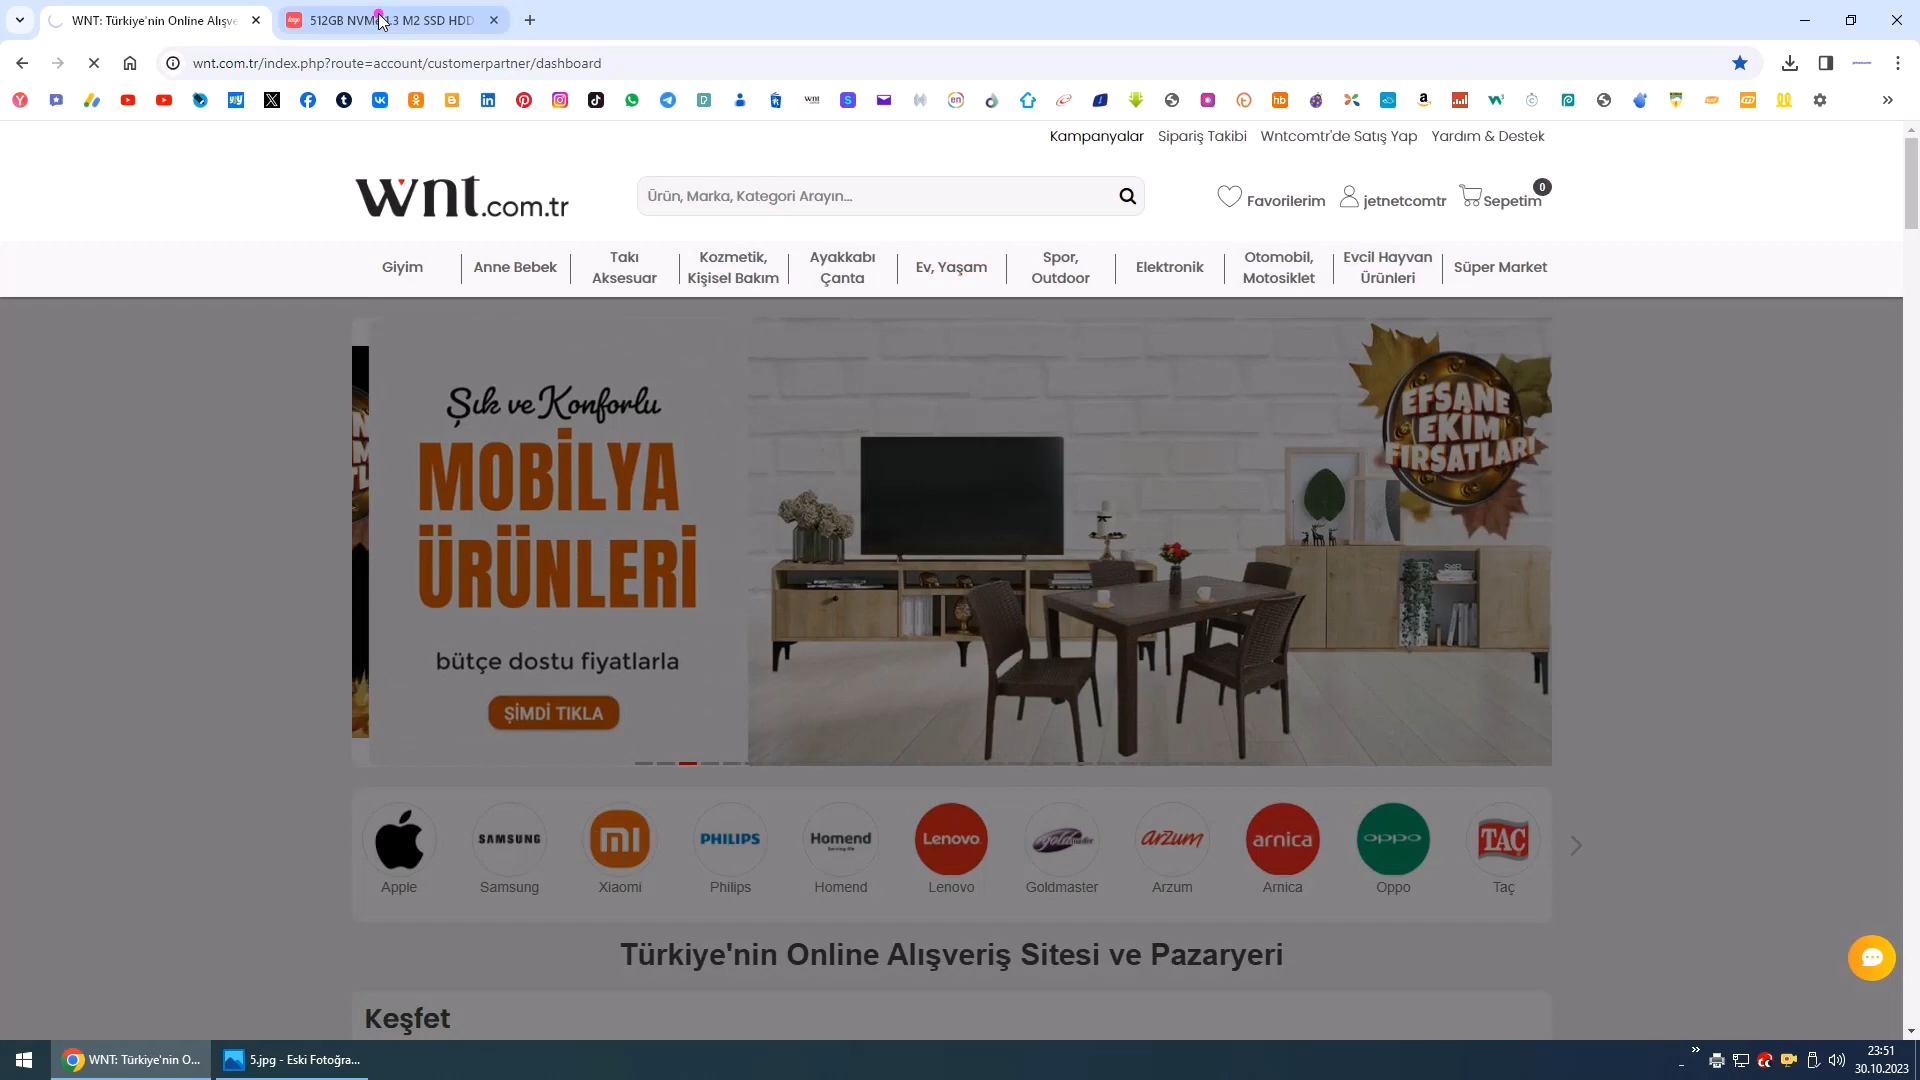 WNT: Türkiye'nin Online Alışve
512GB NVMe 1.3 M2 SSD HDD
wnt.com.tr/index.php?route=account/customerpartner/dashboard
Kampanyalar Sipariş Takibi Wntcomtr'de Satış Yap Yardım & Destek
wnt.com.tr
Ürün, Marka, Kategori Arayın...
Favorilerim jetnetcomtr Sepetim 0
Giyim
Anne Bebek
Takı
Aksesuar
Kozmetik,
Kişisel Bakım
Ayakkabı
Çanta
Ev, Yaşam
Spor,
Outdoor
Elektronik
Otomobil,
Motosiklet
Evcil Hayvan
Ürünleri
Süper Market
Şık ve Konforlu
MOBİLYA
ÜRÜNLERİ
bütçe dostu fiyatlarla
ŞİMDİ TIKLA
EFSANE
EKİM
FIRSATLARI
SAMSUNG
PHILIPS
Homend
Lenovo
Goldmaster
arzum
arnica
oppo
TAÇ
Apple
Samsung
Xiaomi
Philips
Homend
Lenovo
Goldmaster
Arzum
Arnica
Oppo
Taç
Türkiye'nin Online Alışveriş Sitesi ve Pazaryeri
Keşfet
WNT: Türkiye'nin O...
5.jpg - Eski Fotoğra...
23:51
30.10.2023